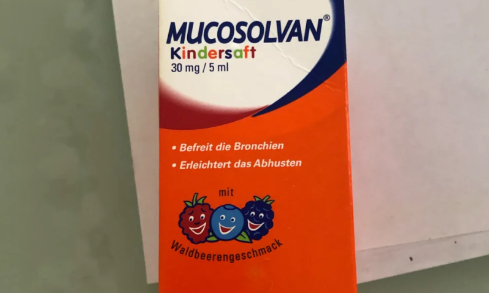 MUCOSOLVAN®
Kindersaft
30 mg / 5 ml
• Befreit die Bronchien
• Erleichtert das Abhusten
mit
Waldbeerengeschmack